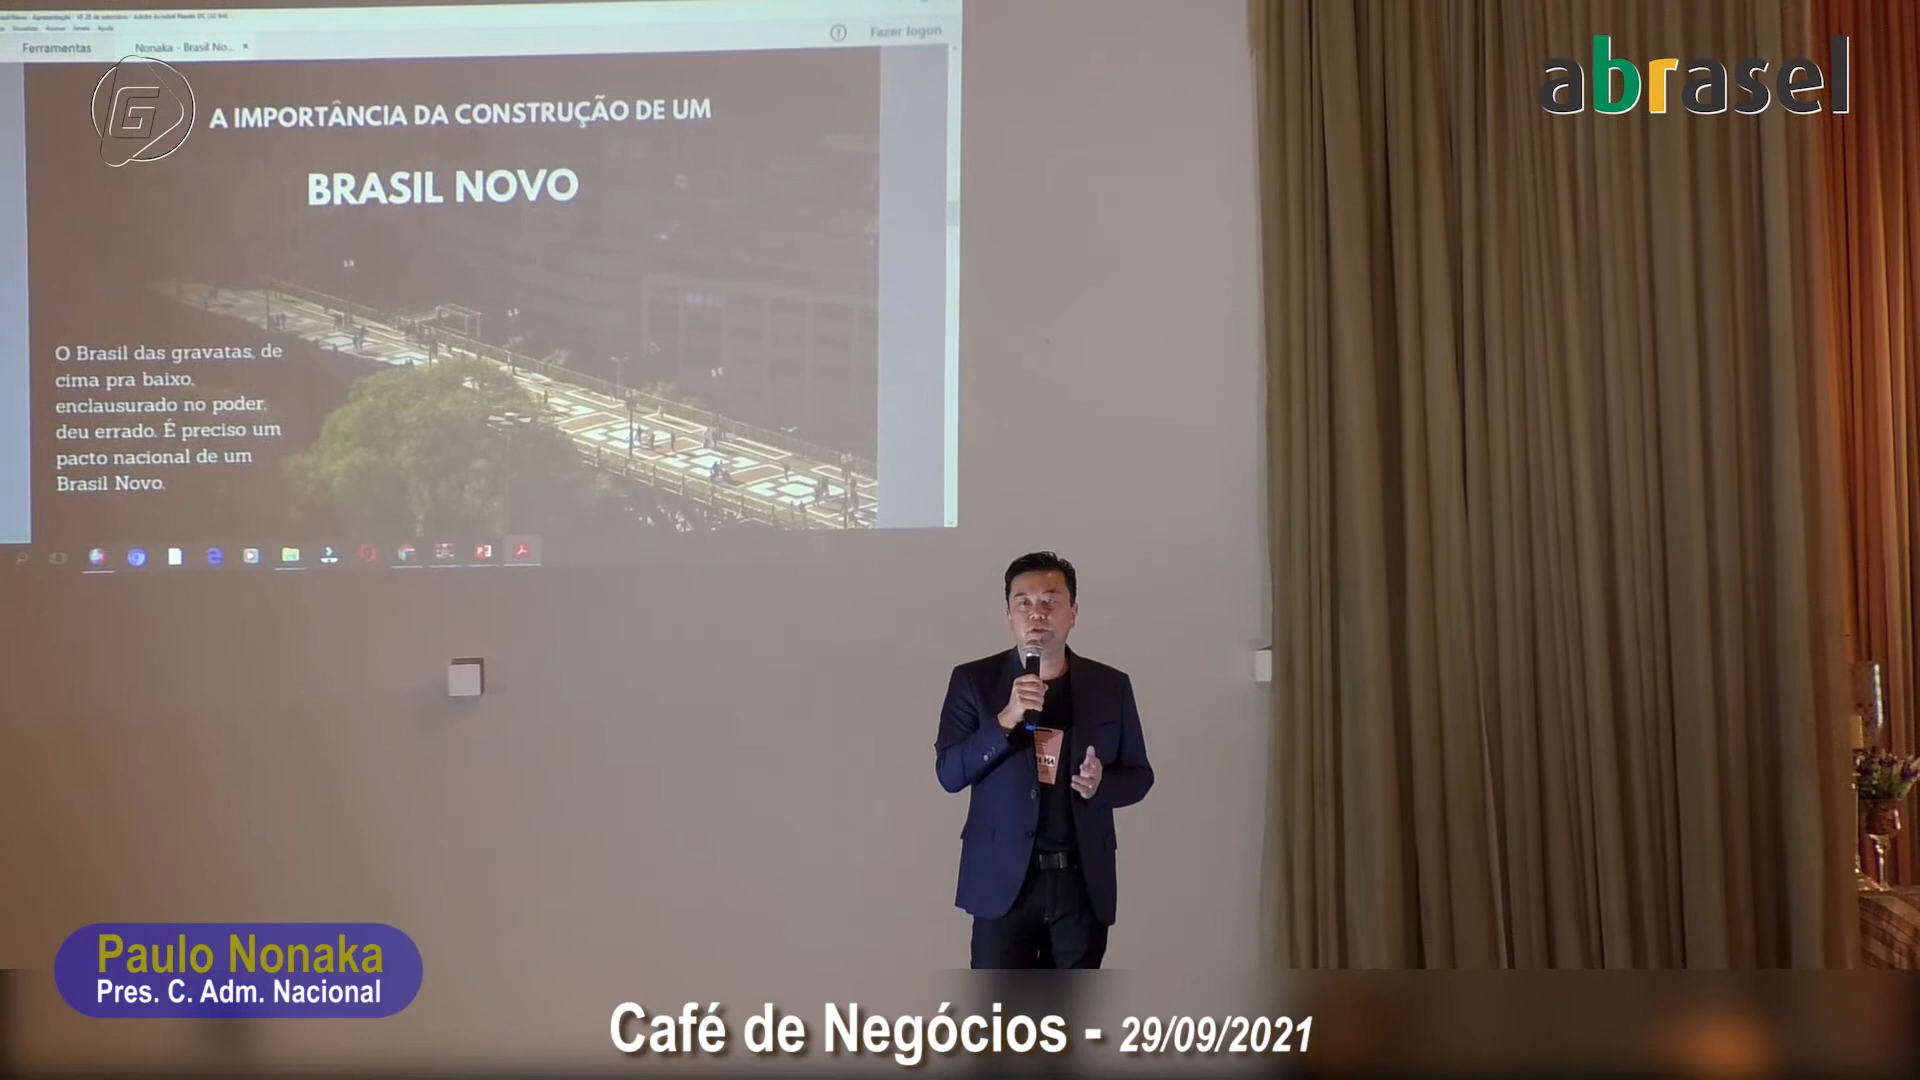 Ferramentas
Nonaka - Brasil No...
Fazer logon
A IMPORTÂNCIA DA CONSTRUÇÃO DE UM
BRASIL NOVO
O Brasil das gravatas, de
cima pra baixo,
enclausurado no poder,
deu errado. É preciso um
pacto nacional de um
Brasil Novo.
abrasel
Paulo Nonaka
Pres. C. Adm. Nacional
Café de Negócios - 29/09/2021